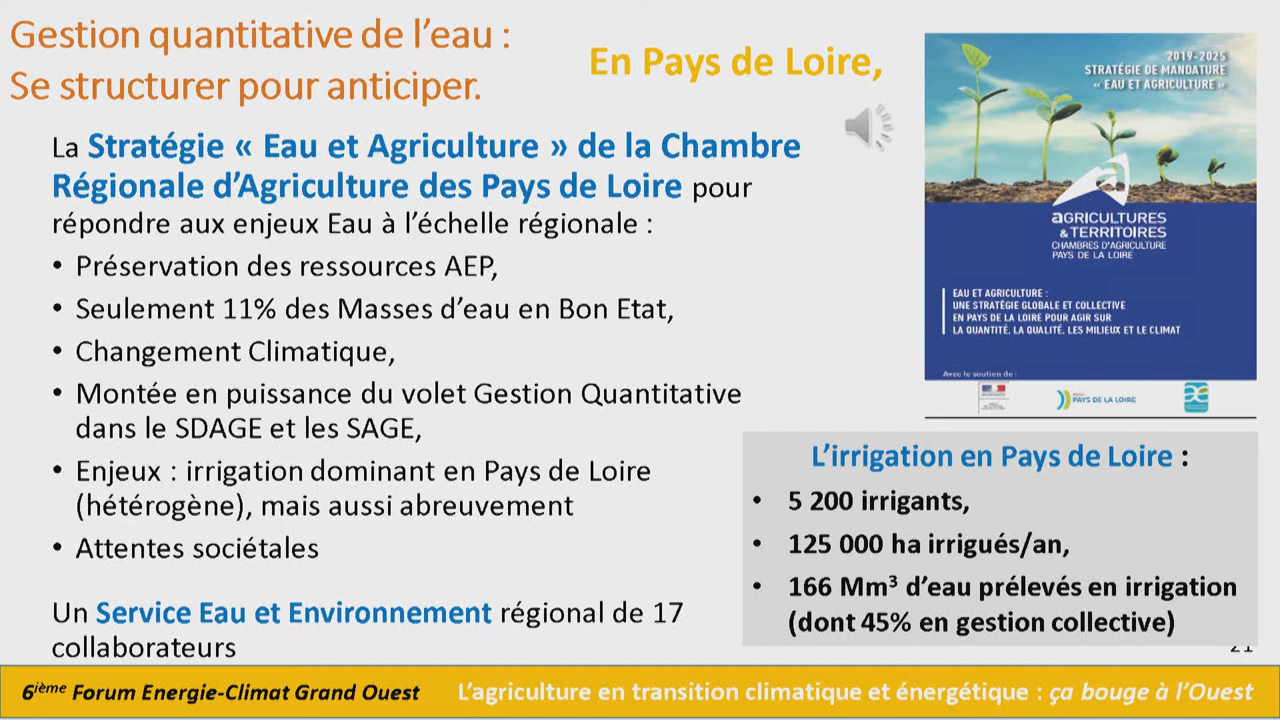 Gestion quantitative de l'eau :
Se structurer pour anticiper.
En Pays de Loire,
La Stratégie « Eau et Agriculture » de la Chambre
Régionale d'Agriculture des Pays de Loire pour
répondre aux enjeux Eau à l'échelle régionale :
• Préservation des ressources AEP,
• Seulement 11% des Masses d'eau en Bon Etat,
• Changement Climatique,
• Montée en puissance du volet Gestion Quantitative
dans le SDAGE et les SAGE,
• Enjeux : irrigation dominant en Pays de Loire
(hétérogène), mais aussi abreuvement
• Attentes sociétales
Un Service Eau et Environnement régional de 17
collaborateurs
2019-2025
STRATÉGIE DE MANDATURE
« EAU ET AGRICULTURE »
AGRICULTURES
& TERRITOIRES
CHAMBRES D'AGRICULTURE
PAYS DE LA LOIRE
EAU ET AGRICULTURE :
UNE STRATÉGIE GLOBALE ET COLLECTIVE
EN PAYS DE LA LOIRE POUR AGIR SUR
LA QUANTITÉ, LA QUALITÉ, LES MILIEUX ET LE CLIMAT
Avec le soutien de :
PAYS DE LA LOIRE
L'irrigation en Pays de Loire :
• 5 200 irrigants,
• 125 000 ha irrigués/an,
• 166 Mm³ d'eau prélevés en irrigation
(dont 45% en gestion collective)
21
6ième Forum Energie-Climat Grand Ouest
L'agriculture en transition climatique et énergétique : ça bouge à l'Ouest